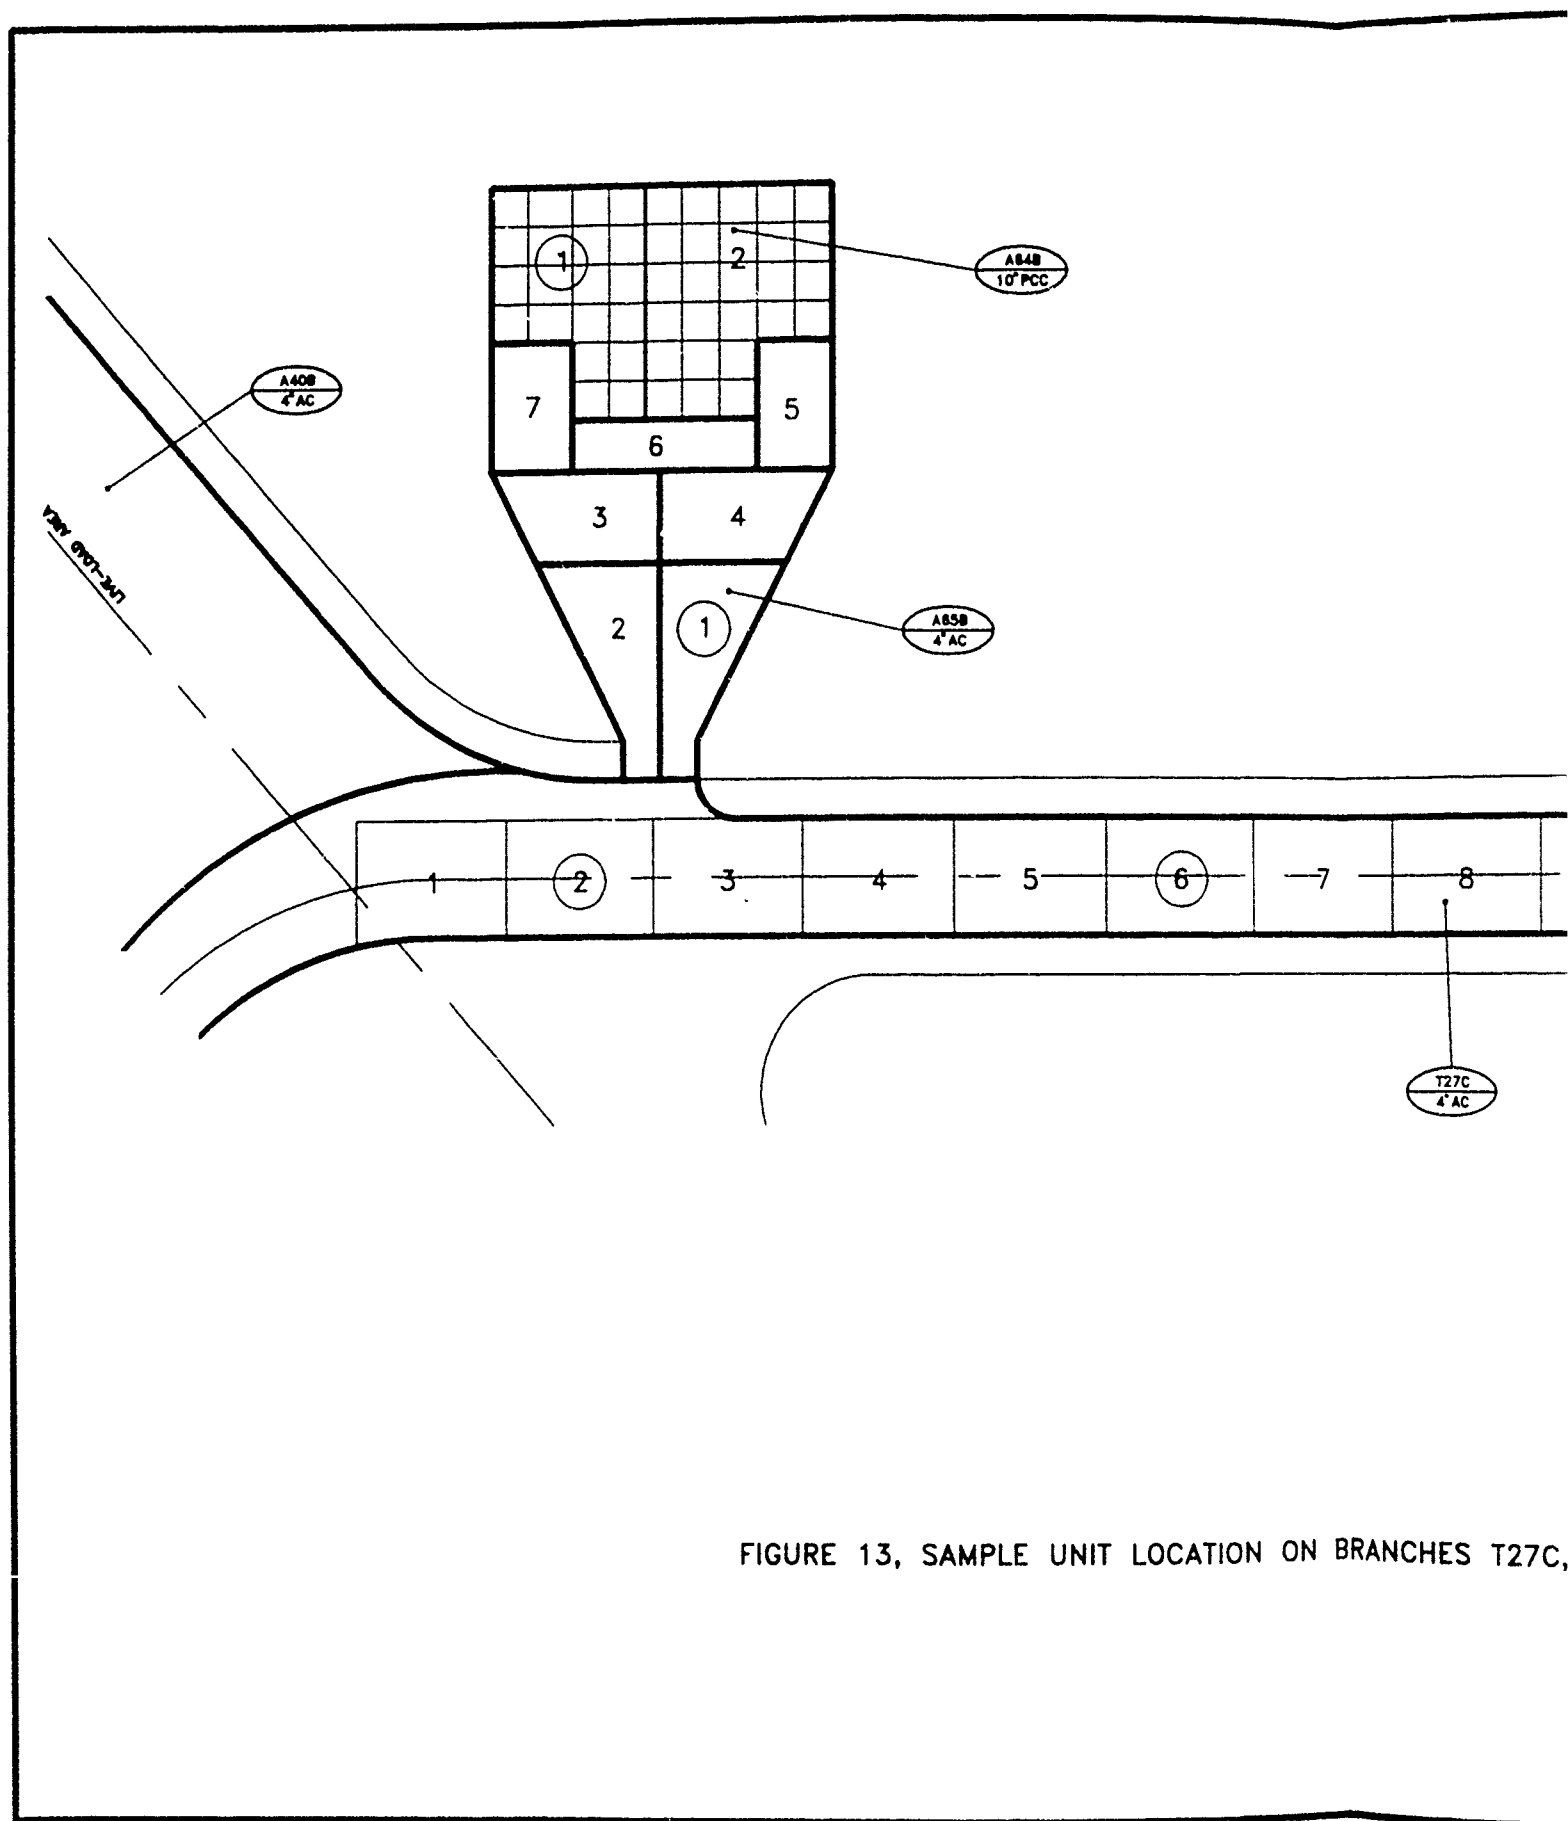 1
2
A64B
10" PCC
A40B
4" AC
7
5
6
3
4
LIVE-LOAD AREA
2
1
A65B
4" AC
1
2
3
4
5
6
7
8
T27C
4" AC
FIGURE 13, SAMPLE UNIT LOCATION ON BRANCHES T27C,